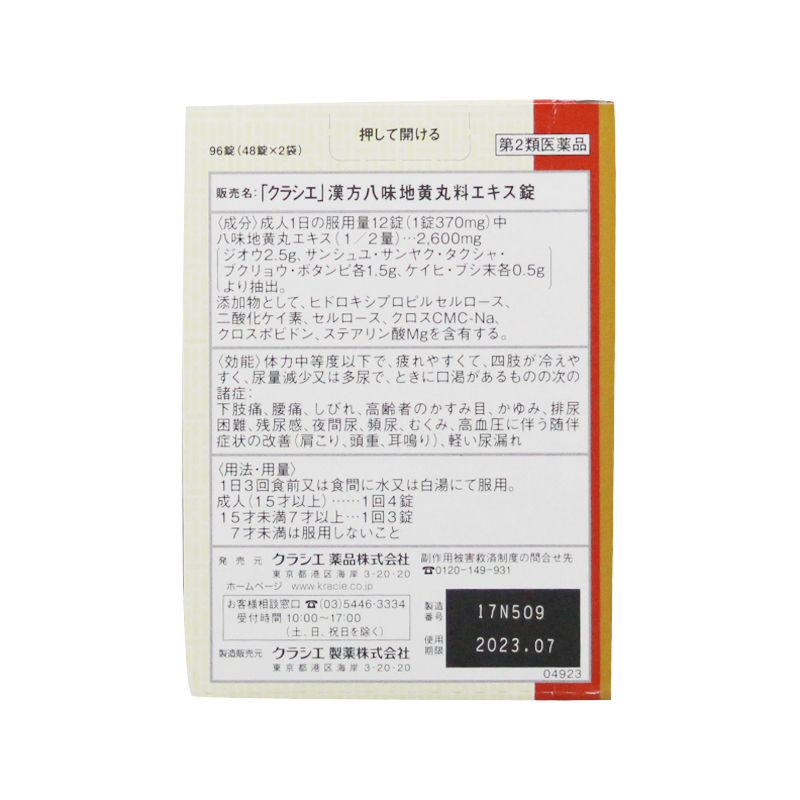 押して開ける
96錠(48錠×2袋)
第2類医薬品
販売名:「クラシエ」漢方八味地黄丸料エキス錠
〈成分〉成人1日の服用量12錠(1錠370mg)中
八味地黄丸エキス(1/2量)…2,600mg
ジオウ2.5g、サンシュユ・サンヤク・タクシャ・
ブクリョウ・ボタンピ各1.5g、ケイヒ・ブシ末各0.5g
より抽出。
添加物として、ヒドロキシプロピルセルロース、
二酸化ケイ素、セルロース、クロスCMC-Na、
クロスポビドン、ステアリン酸Mgを含有する。
〈効能〉体力中等度以下で、疲れやすくて、四肢が冷えや
すく、尿量減少又は多尿で、ときに口渇があるものの次の
諸症:
下肢痛、腰痛、しびれ、高齢者のかすみ目、かゆみ、排尿
困難、残尿感、夜間尿、頻尿、むくみ、高血圧に伴う随伴
症状の改善(肩こり、頭重、耳鳴り)、軽い尿漏れ
〈用法・用量〉
1日3回食前又は食間に水又は白湯にて服用。
成人(15才以上)……1回4錠
15才未満7才以上…1回3錠
7才未満は服用しないこと
発売元 クラシエ薬品株式会社
東京都港区海岸3-20-20
ホームページ www.kracie.co.jp
副作用被害救済制度の問合せ先
☎0120-149-931
お客様相談窓口 ☎(03)5446-3334
受付時間 10:00〜17:00
(土、日、祝日を除く)
製造販売元 クラシエ製薬株式会社
東京都港区海岸3-20-20
製造番号 17N509
使用期限 2023.07
04923